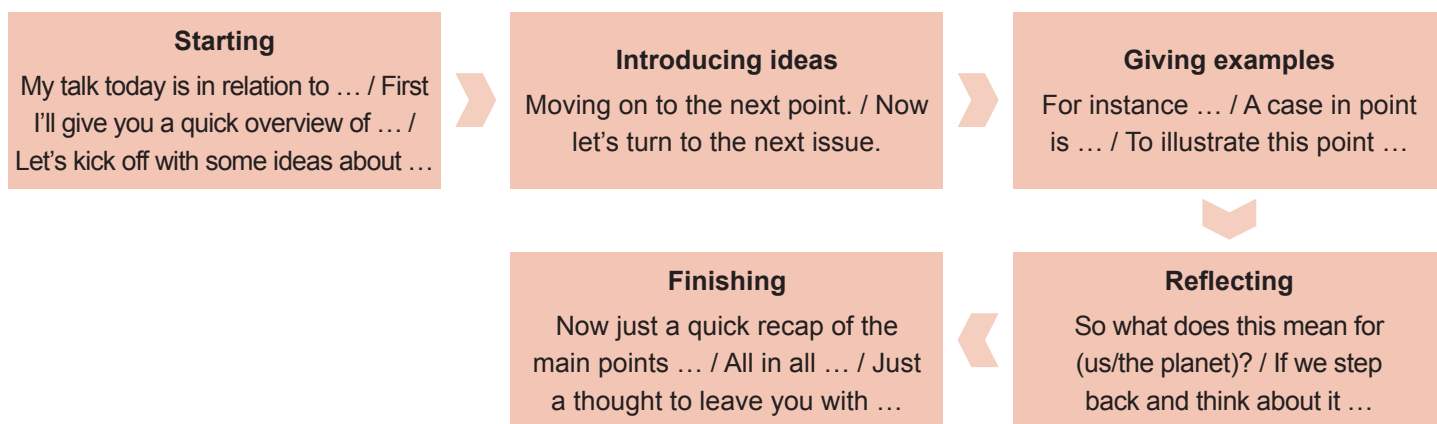 Starting
My talk today is in relation to … / First
I’ll give you a quick overview of … /
Let’s kick off with some ideas about …
Introducing ideas
Moving on to the next point. / Now
let’s turn to the next issue.
Giving examples
For instance … / A case in point
is … / To illustrate this point …
Reflecting
So what does this mean for
(us/the planet)? / If we step
back and think about it …
Finishing
Now just a quick recap of the
main points … / All in all … / Just
a thought to leave you with …